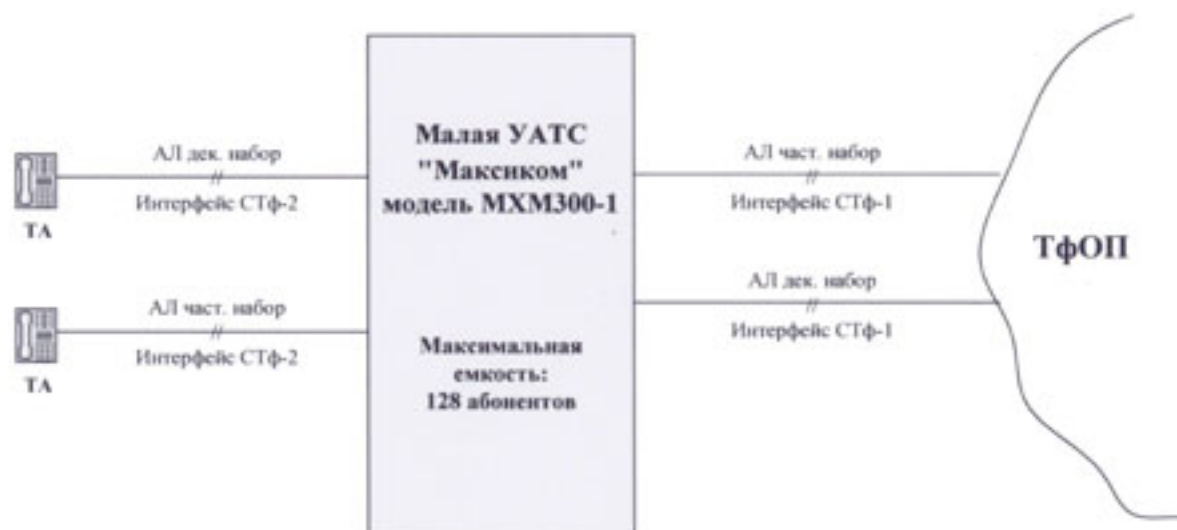 Малая УАТС
"Максиком"
модель МХМ300-1
АЛ дек. набор
Интерфейс СТф-2
ТА
АЛ част. набор
Интерфейс СТф-2
ТА
Максимальная
емкость:
128 абонентов
АЛ част. набор
Интерфейс СТф-1
АЛ дек. набор
Интерфейс СТф-1
ТфОП